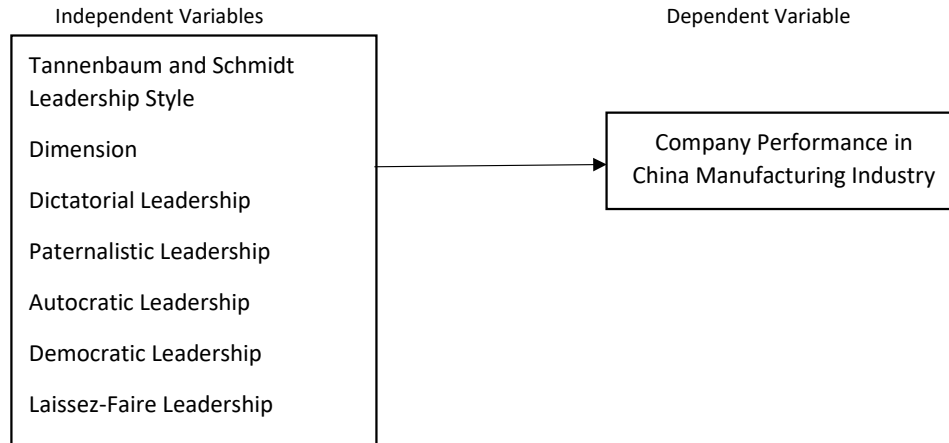 Independent Variables
Dependent Variable
Tannenbaum and Schmidt
Leadership Style
Dimension
Dictatorial Leadership
Paternalistic Leadership
Autocratic Leadership
Democratic Leadership
Laissez-Faire Leadership
Company Performance in
China Manufacturing Industry